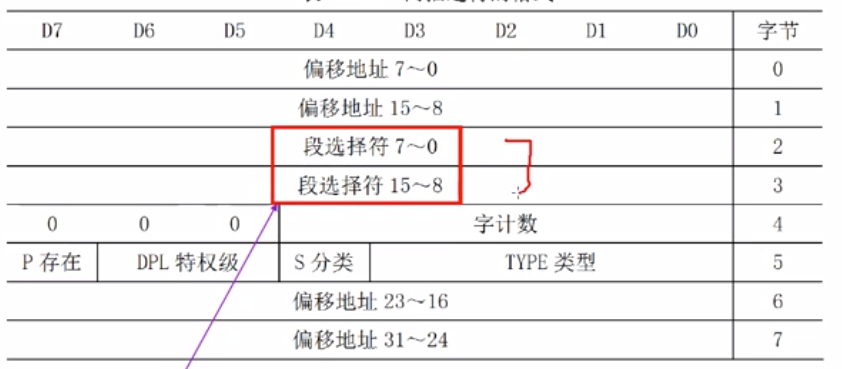 D7 D6 D5 D4 D3 D2 D1 D0 字节
偏移地址 7～0 0
偏移地址 15～8 1
段选择符 7～0 2
段选择符 15～8 3
0 0 0 字计数 4
P 存在 DPL 特权级 S 分类 TYPE 类型 5
偏移地址 23～16 6
偏移地址 31～24 7